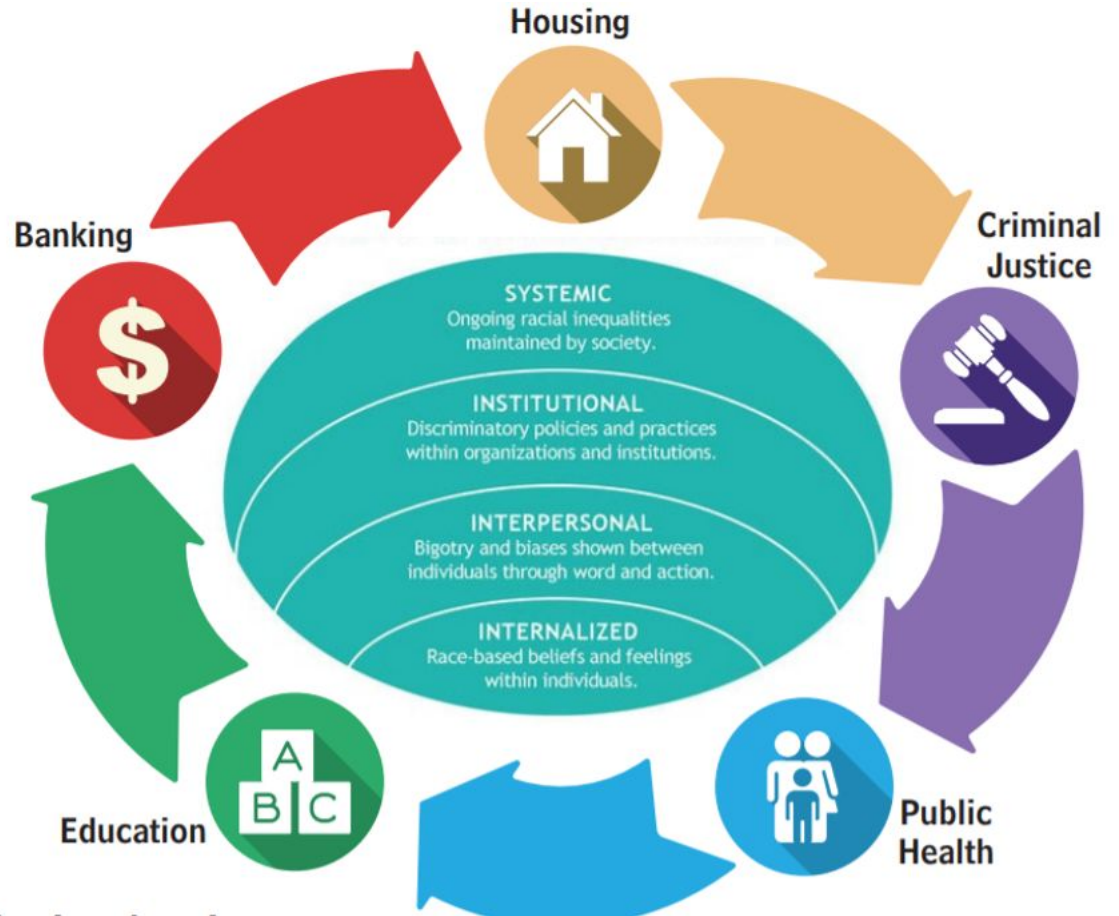 Housing
Banking
Criminal
Justice
$
SYSTEMIC
Ongoing racial inequalities
maintained by society.
INSTITUTIONAL
Discriminatory policies and practices
within organizations and institutions.
INTERPERSONAL
Bigotry and biases shown between
individuals through word and action.
INTERNALIZED
Race-based beliefs and feelings
within individuals.
A
B C
Education
Public
Health